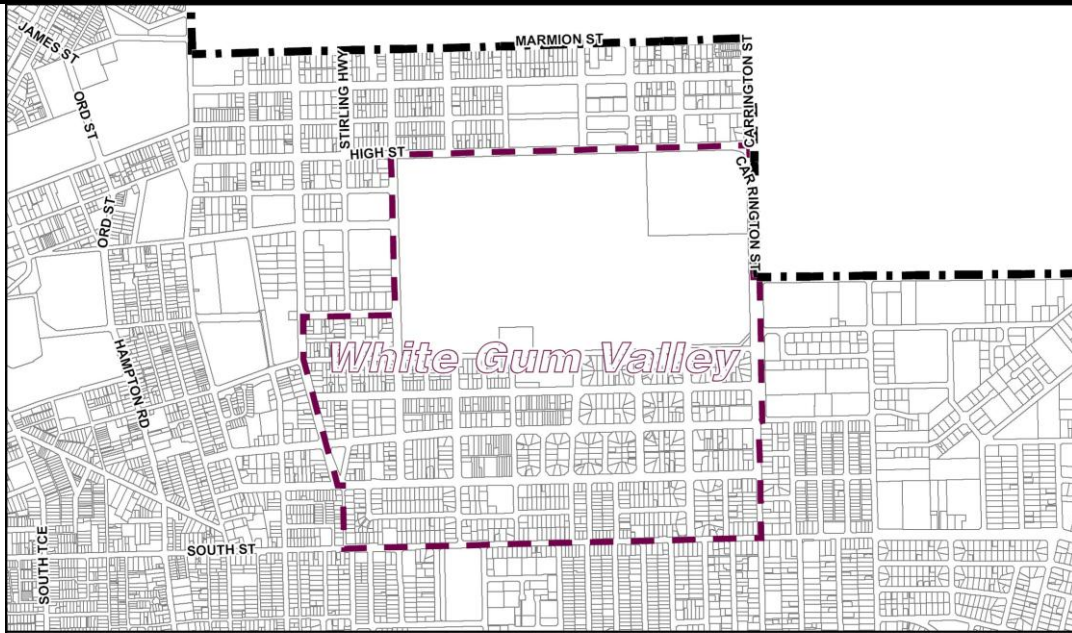 JAMES ST
MARMION ST
STIRLING HWY
CARRINGTON ST
ORD ST
HIGH ST
CARRINGTON ST
ORD ST
White Gum Valley
HAMPTON RD
SOUTH ST
SOUTH TCE